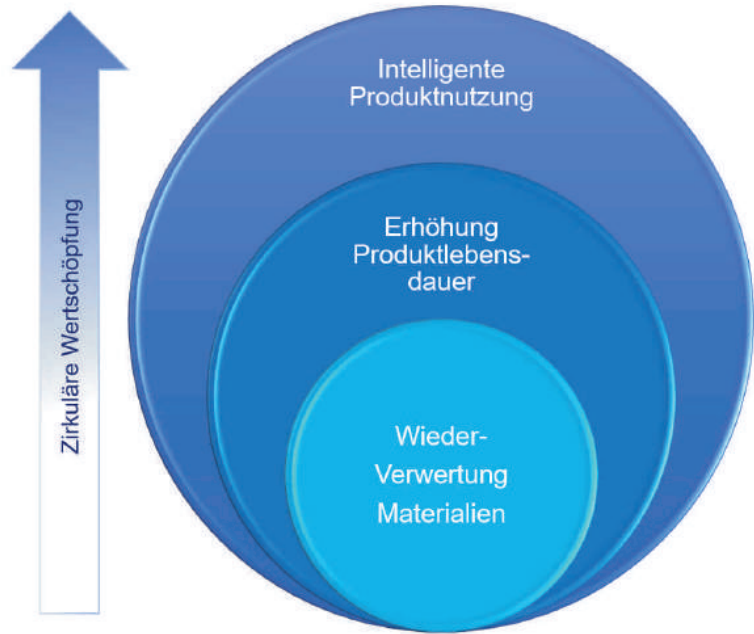 Intelligente
Produktnutzung
Erhöhung
Produktlebens-
dauer
Wieder-
Verwertung
Materialien
Zirkuläre Wertschöpfung